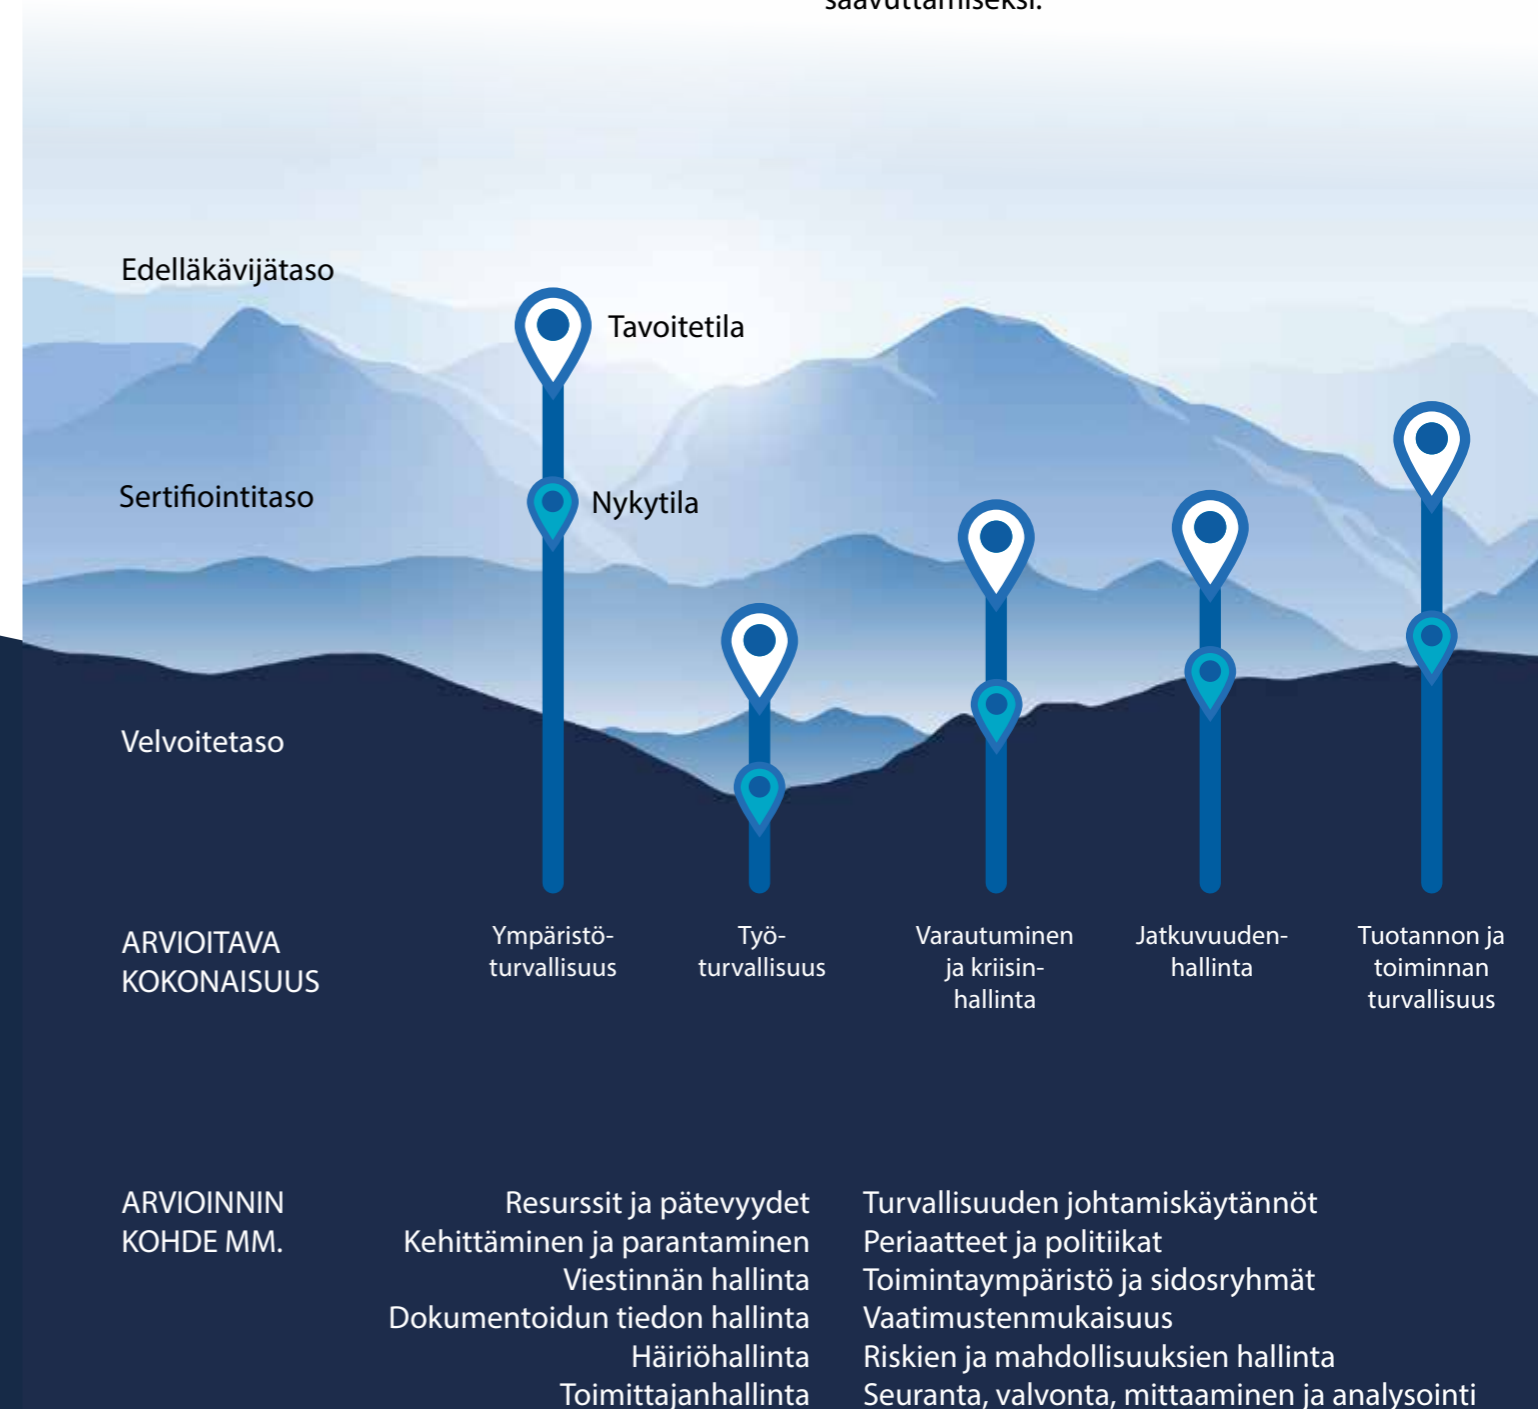 saavuttamiseksi.
Edelläkävijätaso
Tavoitetila
Sertifiointitaso
Nykytila
Velvoitetaso
ARVIOITAVA
KOKONAISUUS
Ympäristö-
turvallisuus
Työ-
turvallisuus
Varautuminen
ja kriisin-
hallinta
Jatkuvuuden-
hallinta
Tuotannon ja
toiminnan
turvallisuus
ARVIOINNIN
KOHDE MM.
Resurssit ja pätevyydet
Kehittäminen ja parantaminen
Viestinnän hallinta
Dokumentoidun tiedon hallinta
Häiriöhallinta
Toimittajanhallinta
Turvallisuuden johtamiskäytännöt
Periaatteet ja politiikat
Toimintaympäristö ja sidosryhmät
Vaatimustenmukaisuus
Riskien ja mahdollisuuksien hallinta
Seuranta, valvonta, mittaaminen ja analysointi